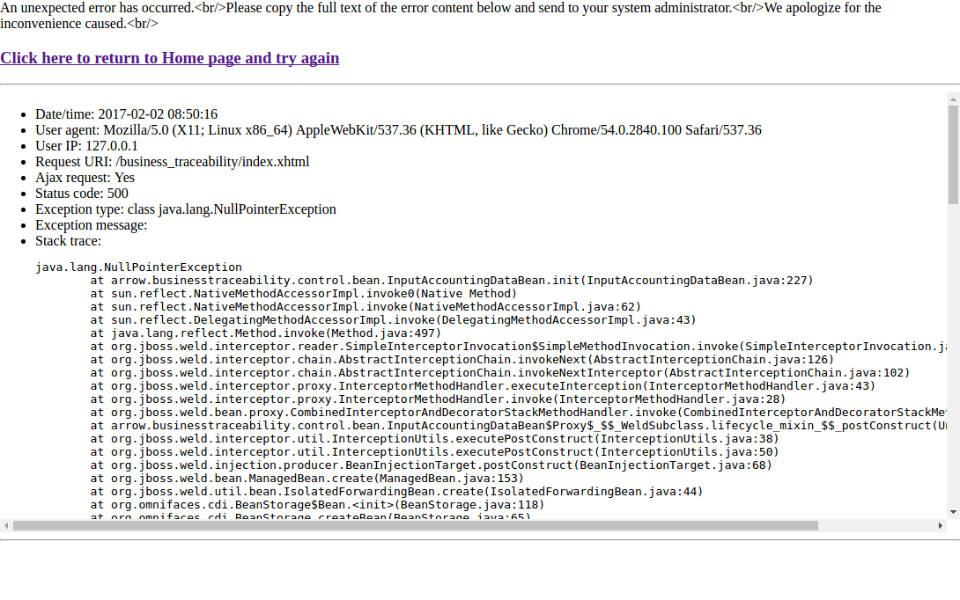 An unexpected error has occurred.<br/>Please copy the full text of the error content below and send to your system administrator.<br/>We apologize for the
inconvenience caused.<br/>
Click here to return to Home page and try again
Date/time: 2017-02-02 08:50:16
User agent: Mozilla/5.0 (X11; Linux x86_64) AppleWebKit/537.36 (KHTML, like Gecko) Chrome/54.0.2840.100 Safari/537.36
User IP: 127.0.0.1
Request URI: /business_traceability/index.xhtml
Ajax request: Yes
Status code: 500
Exception type: class java.lang.NullPointerException
Exception message:
Stack trace:
java.lang.NullPointerException
at arrow.businesstraceability.control.bean.InputAccountingDataBean.init(InputAccountingDataBean.java:227)
at sun.reflect.NativeMethodAccessorImpl.invoke0(Native Method)
at sun.reflect.NativeMethodAccessorImpl.invoke(NativeMethodAccessorImpl.java:62)
at sun.reflect.DelegatingMethodAccessorImpl.invoke(DelegatingMethodAccessorImpl.java:43)
at java.lang.reflect.Method.invoke(Method.java:497)
at org.jboss.weld.interceptor.reader.SimpleInterceptorInvocation$SimpleMethodInvocation.invoke(SimpleInterceptorInvocation.ja
at org.jboss.weld.interceptor.chain.AbstractInterceptionChain.invokeNext(AbstractInterceptionChain.java:126)
at org.jboss.weld.interceptor.chain.AbstractInterceptionChain.invokeNextInterceptor(AbstractInterceptionChain.java:102)
at org.jboss.weld.interceptor.proxy.InterceptorMethodHandler.executeInterception(InterceptorMethodHandler.java:43)
at org.jboss.weld.interceptor.proxy.InterceptorMethodHandler.invoke(InterceptorMethodHandler.java:28)
at org.jboss.weld.bean.proxy.CombinedInterceptorAndDecoratorStackMethodHandler.invoke(CombinedInterceptorAndDecoratorStackMe
at arrow.businesstraceability.control.bean.InputAccountingDataBean$Proxy$_$$_WeldSubclass.lifecycle_mixin_$$_postConstruct(Un
at org.jboss.weld.interceptor.util.InterceptionUtils.executePostConstruct(InterceptionUtils.java:38)
at org.jboss.weld.interceptor.util.InterceptionUtils.executePostConstruct(InterceptionUtils.java:50)
at org.jboss.weld.injection.producer.BeanInjectionTarget.postConstruct(BeanInjectionTarget.java:68)
at org.jboss.weld.bean.ManagedBean.create(ManagedBean.java:153)
at org.jboss.weld.util.bean.IsolatedForwardingBean.create(IsolatedForwardingBean.java:44)
at org.omnifaces.cdi.BeanStorage$Bean.<init>(BeanStorage.java:118)
at org.omnifaces.cdi.BeanStorage.createBean(BeanStorage.java:65)